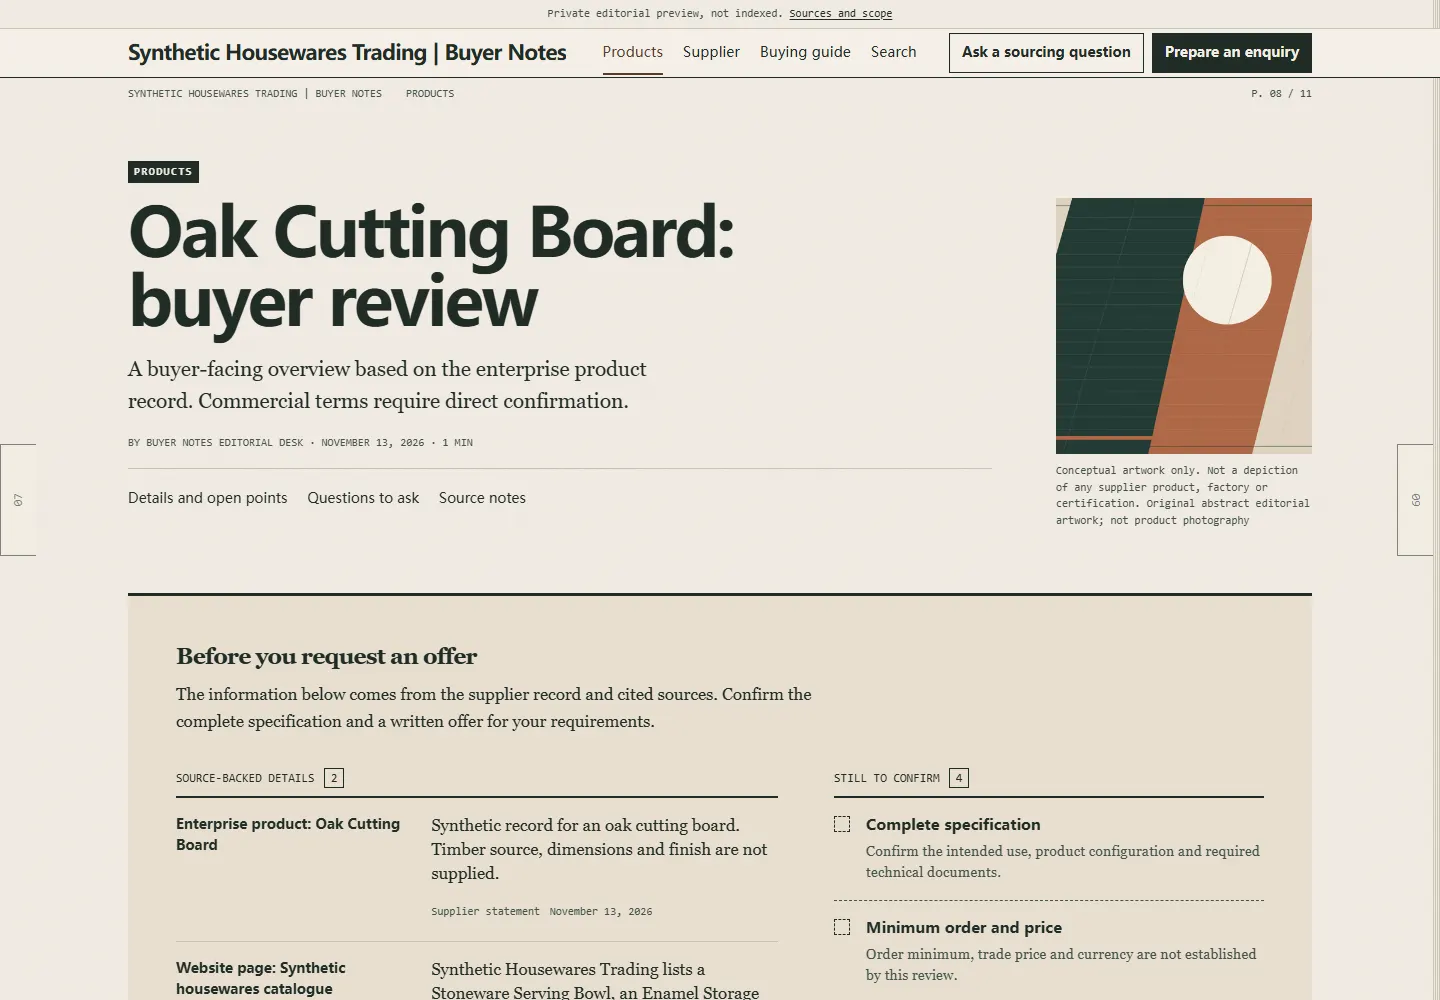 Private editorial preview, not indexed. Sources and scope
Synthetic Housewares Trading | Buyer Notes
Products
Supplier
Buying guide
Search
Ask a sourcing question
Prepare an enquiry
SYNTHETIC HOUSEWARES TRADING | BUYER NOTES PRODUCTS
P. 08 / 11
PRODUCTS
Oak Cutting Board:
buyer review
A buyer-facing overview based on the enterprise product
record. Commercial terms require direct confirmation.
BY BUYER NOTES EDITORIAL DESK · NOVEMBER 13, 2026 · 1 MIN
Details and open points
Questions to ask
Source notes
Conceptual artwork only. Not a depiction
of any supplier product, factory or
certification. Original abstract editorial
artwork; not product photography
07
09
Before you request an offer
The information below comes from the supplier record and cited sources. Confirm the
complete specification and a written offer for your requirements.
SOURCE-BACKED DETAILS 2
Enterprise product: Oak Cutting
Board
Synthetic record for an oak cutting board.
Timber source, dimensions and finish are not
supplied.
Supplier statement November 13, 2026
Website page: Synthetic
housewares catalogue
Synthetic Housewares Trading lists a
Stoneware Serving Bowl, an Enamel Storage
STILL TO CONFIRM 4
Complete specification
Confirm the intended use, product configuration and required
technical documents.
Minimum order and price
Order minimum, trade price and currency are not established
by this review.